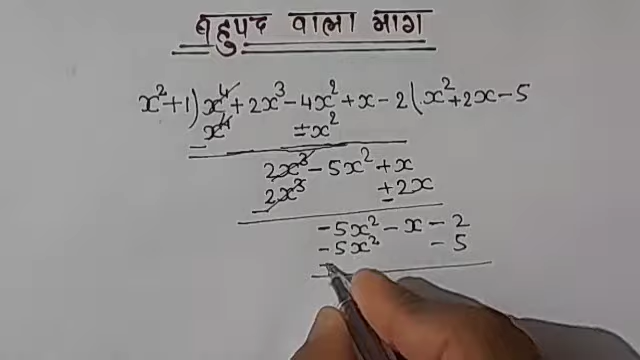 बहुपद वाला भाग
x²+1)x⁴+2x³-4x²+x-2(x²+2x-5
-x⁴ ±x²
2x³-5x²+x
-2x³ ±2x
-5x²-x-2
-5x² -5